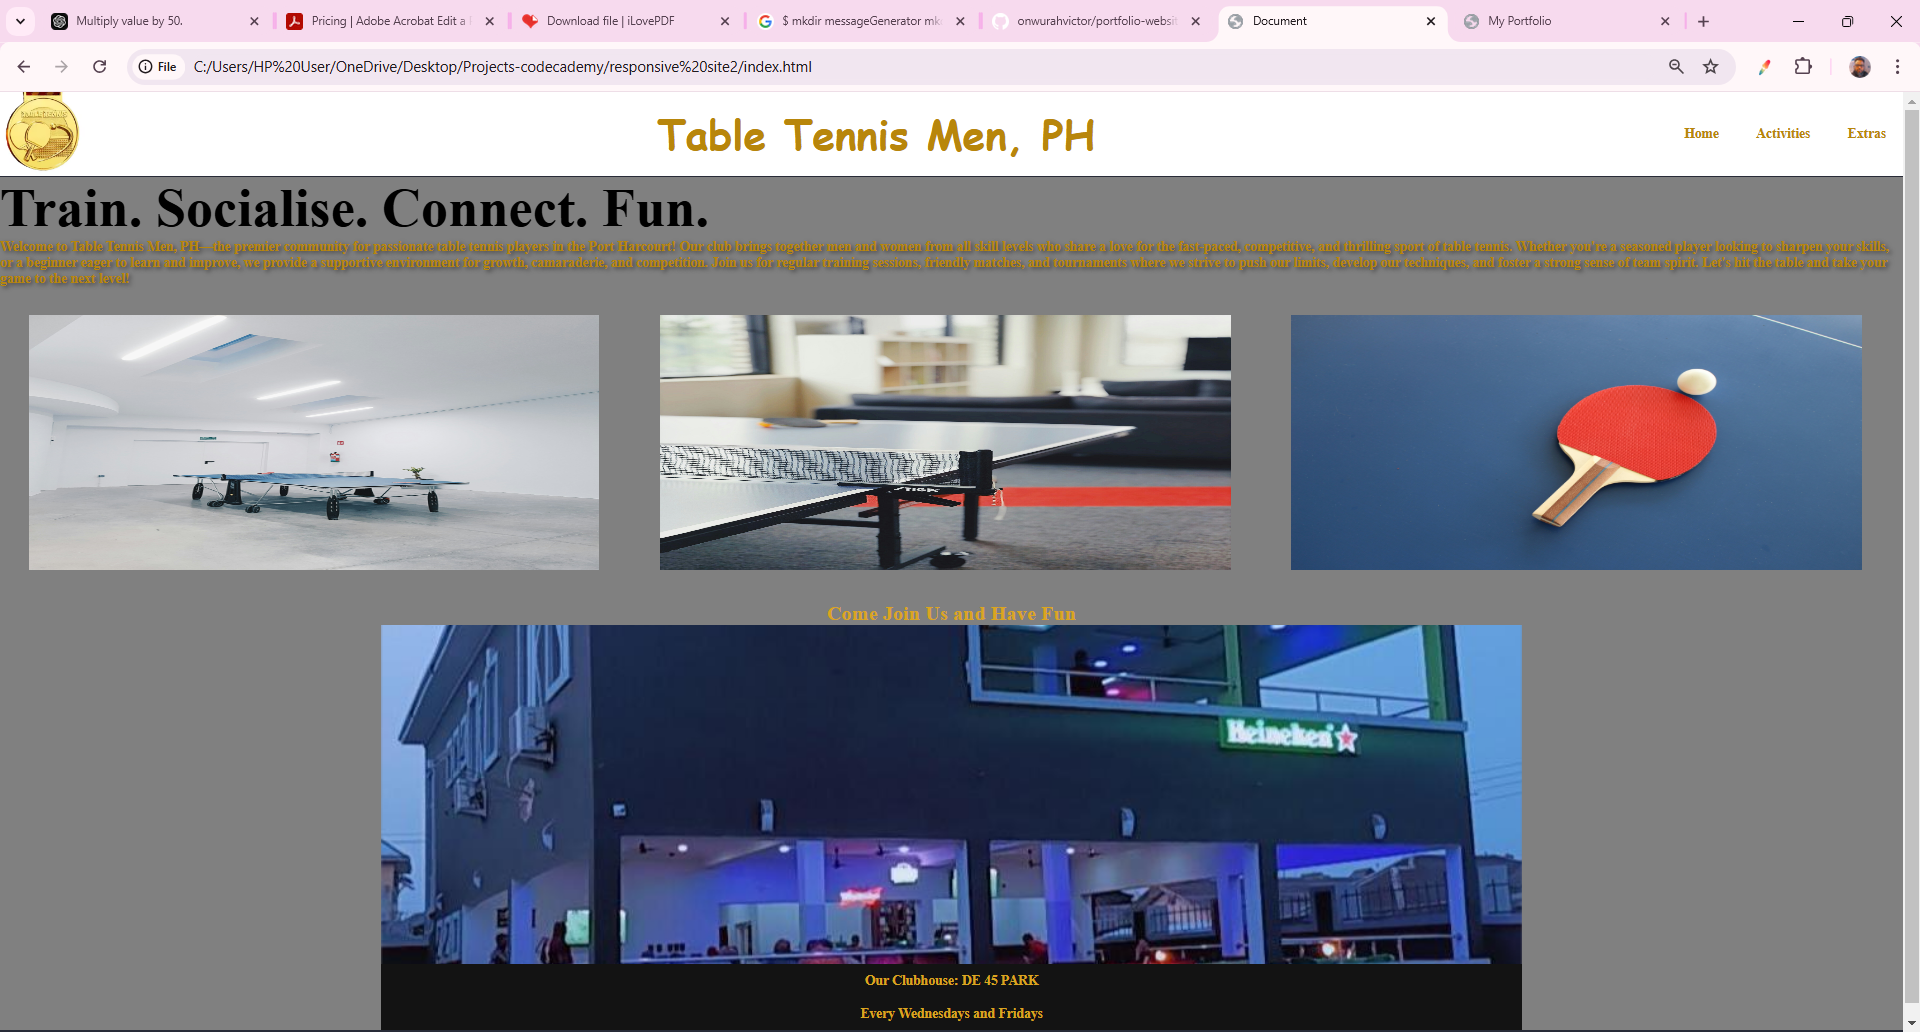 Multiply value by 50.
Pricing | Adobe Acrobat Edit a
Download file | iLovePDF
$ mkdir messageGenerator mk
onwurahvictor/portfolio-websit
Document
My Portfolio
File
C:/Users/HP%20User/OneDrive/Desktop/Projects-codecademy/responsive%20site2/index.html
Table Tennis Men, PH
Home
Activities
Extras
Train. Socialise. Connect. Fun.
Welcome to Table Tennis Men, PH—the premier community for passionate table tennis players in the Port Harcourt! Our club brings together men and women from all skill levels who share a love for the fast-paced, competitive, and thrilling sport of table tennis. Whether you're a seasoned player looking to sharpen your skills,
or a beginner eager to learn and improve, we provide a supportive environment for growth, camaraderie, and competition. Join us for regular training sessions, friendly matches, and tournaments where we strive to push our limits, develop our techniques, and foster a strong sense of team spirit. Let's hit the table and take your
game to the next level!
STIGA
Come Join Us and Have Fun
Heineken
Our Clubhouse: DE 45 PARK
Every Wednesdays and Fridays